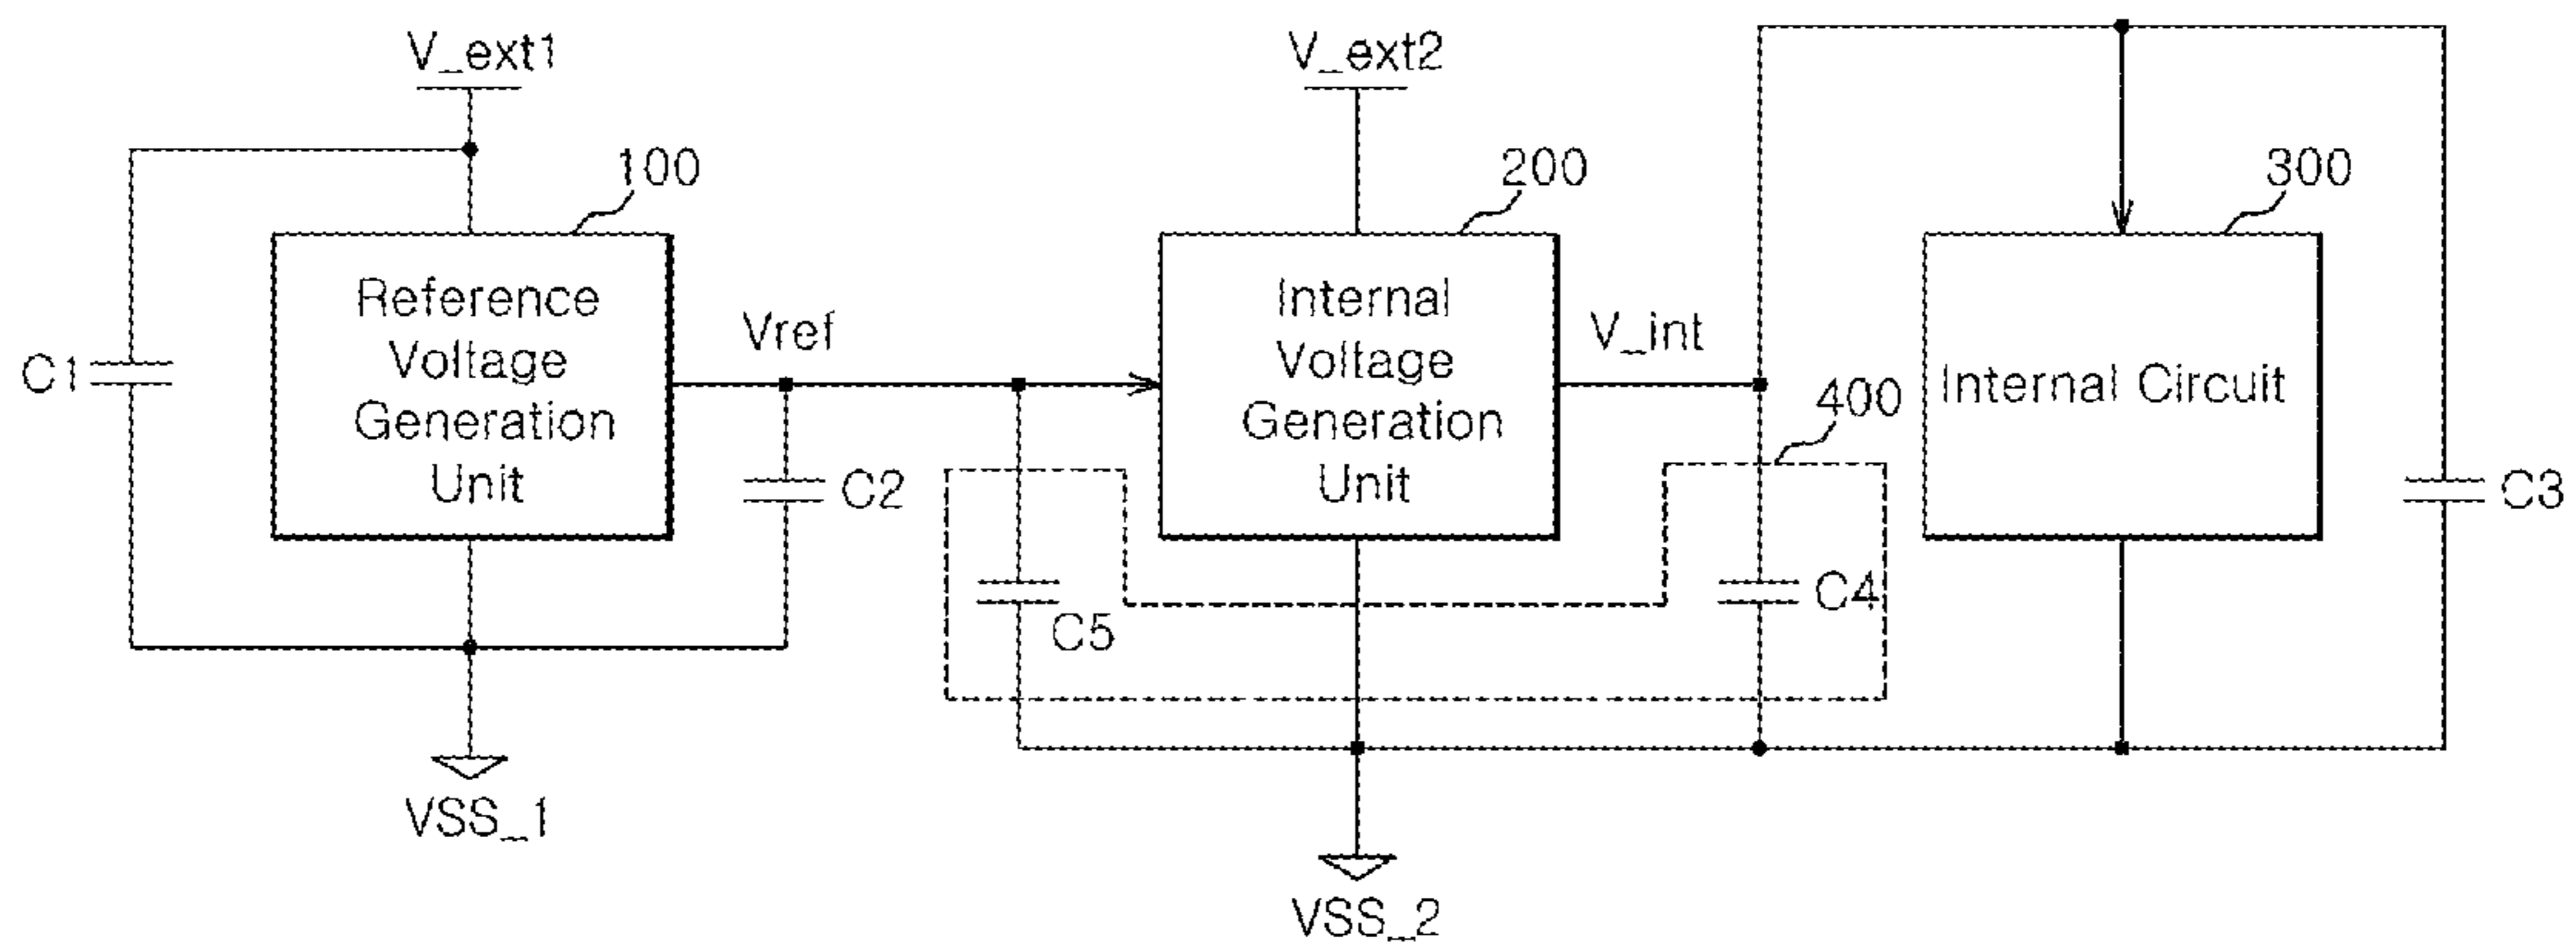 V_ext1
V_ext2
100
200
300
Reference
Voltage
Generation
Unit
Vref
Internal
Voltage
Generation
Unit
V_int
400
Internal Circuit
C1
C2
C3
C5
C4
VSS_1
VSS_2